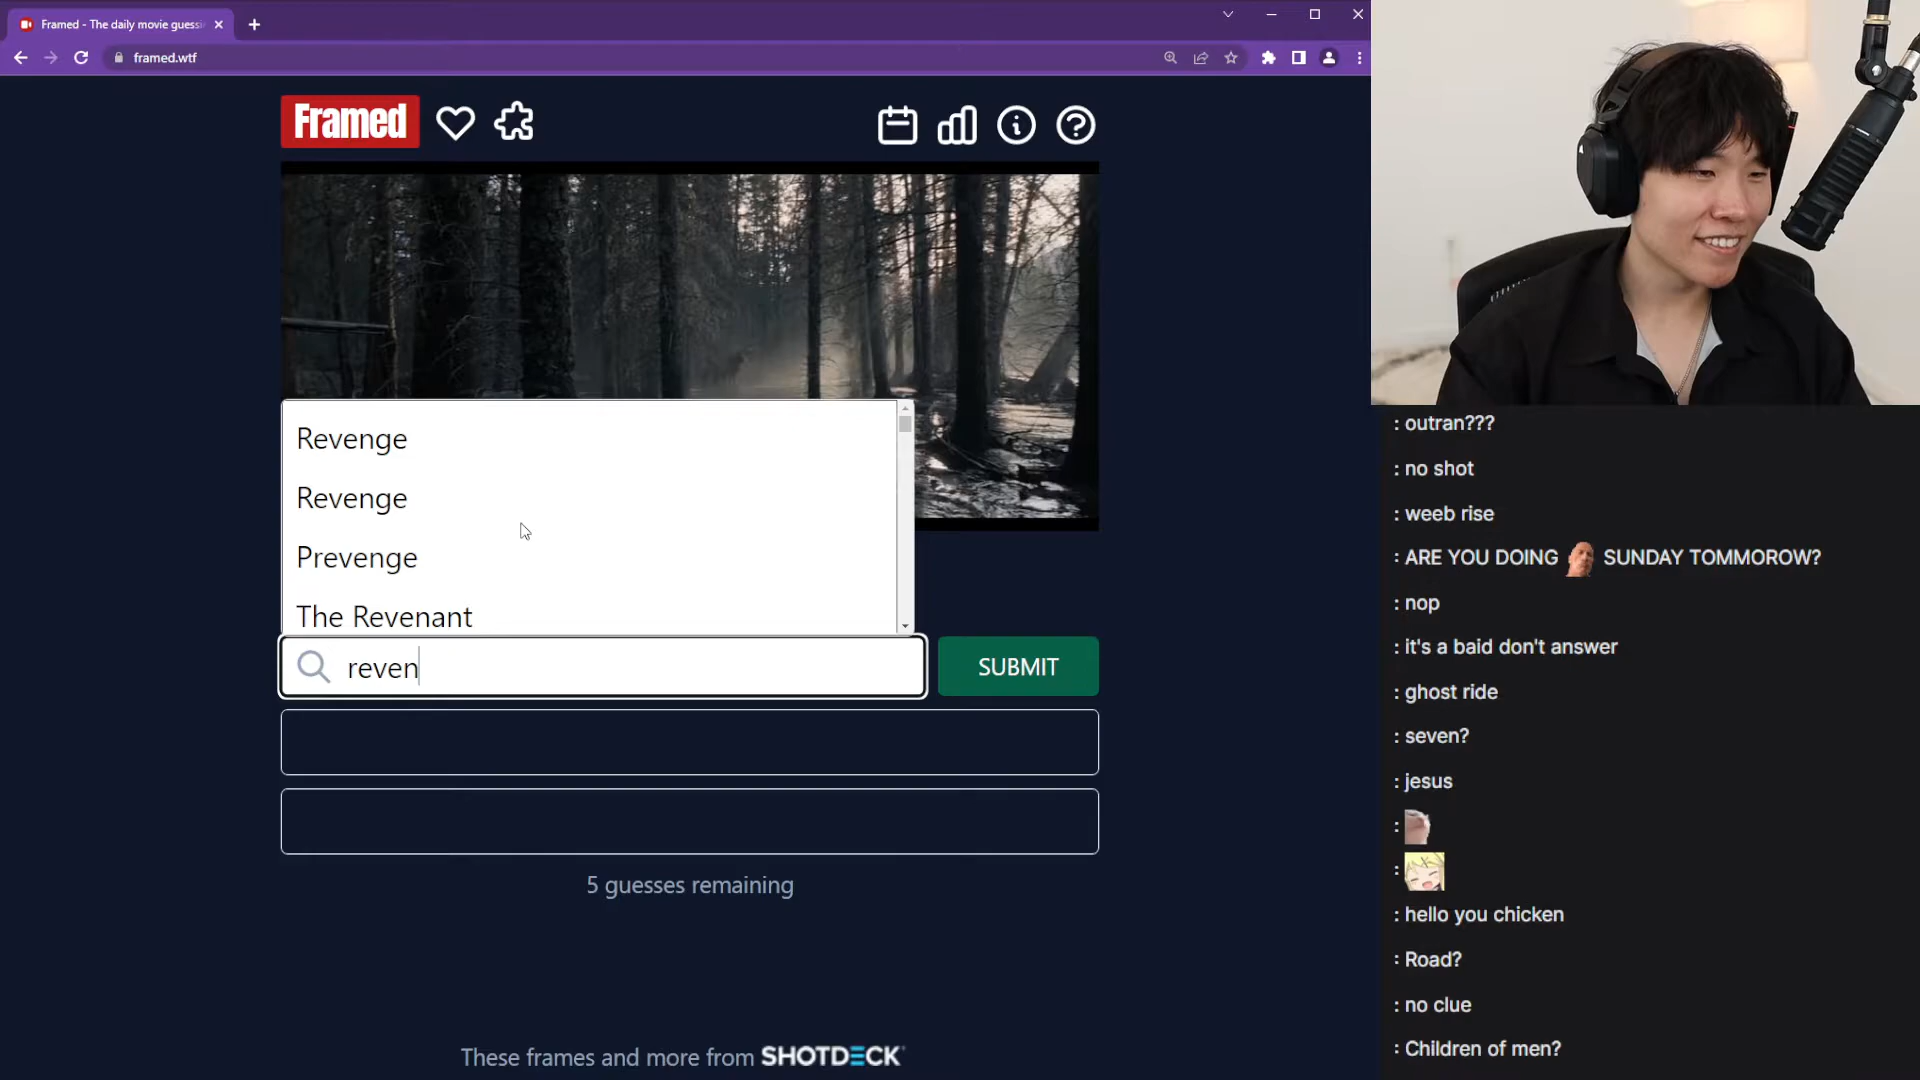 Framed - The daily movie guessi
framed.wtf
Framed
Revenge
Revenge
Prevenge
The Revenant
reven
SUBMIT
5 guesses remaining
These frames and more from SHOTDECK
: outran???
: no shot
: weeb rise
: ARE YOU DOING SUNDAY TOMMOROW?
: nop
: it's a baid don't answer
: ghost ride
: seven?
: jesus
:
:
: hello you chicken
: Road?
: no clue
: Children of men?